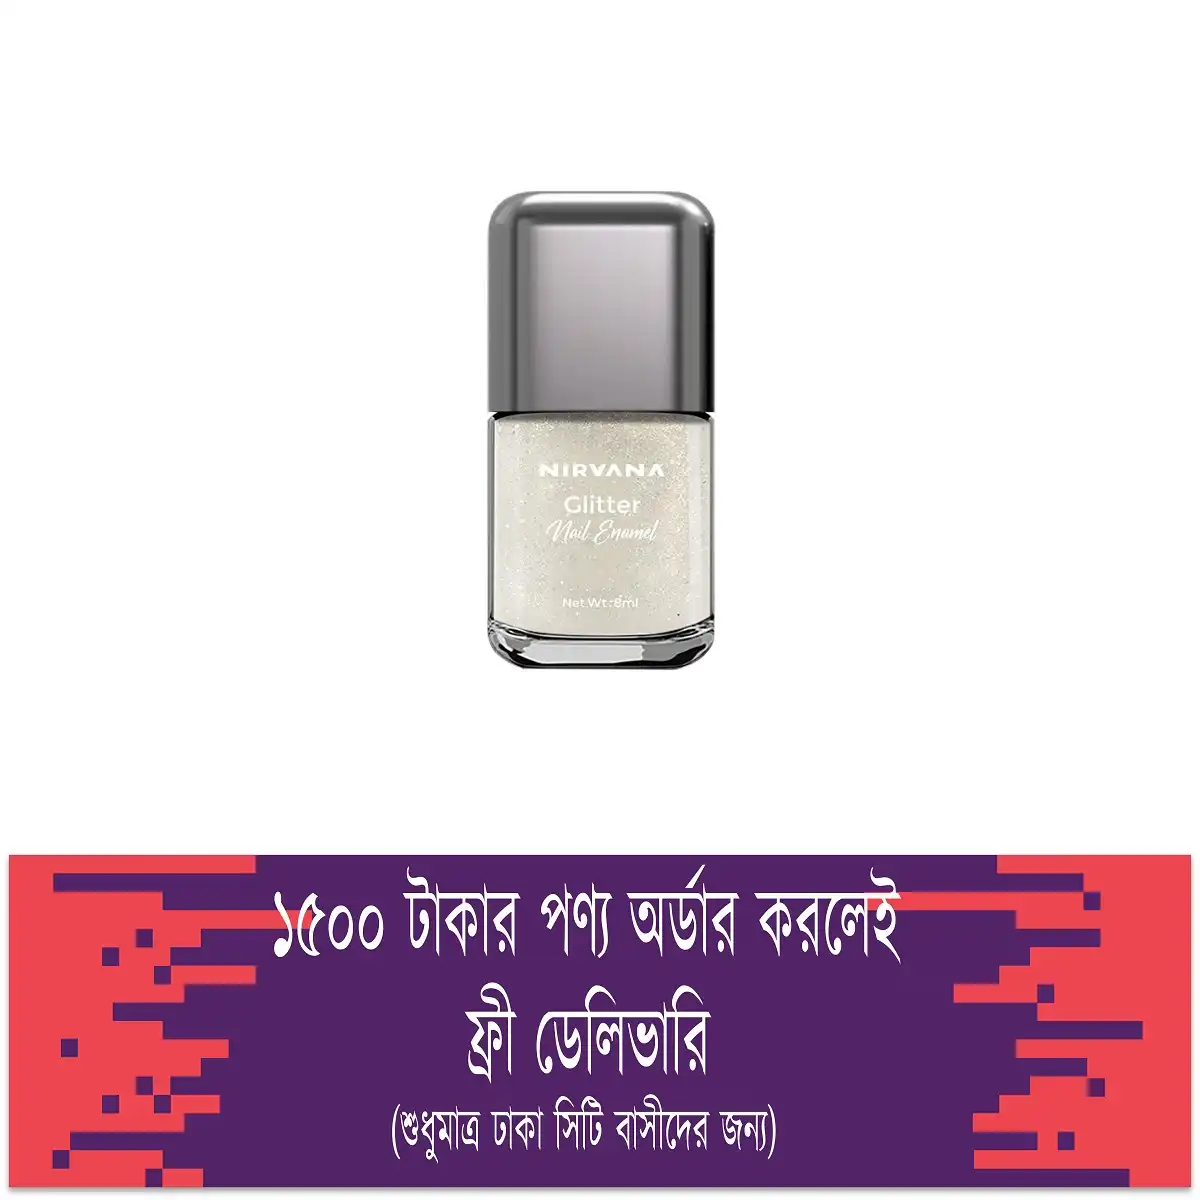 NIRVANA
Glitter
Nail Enamel
Net Wt.:8ml
১৫০০ টাকার পণ্য অর্ডার করলেই
ফ্রী ডেলিভারি
(শুধুমাত্র ঢাকা সিটি বাসীদের জন্য)